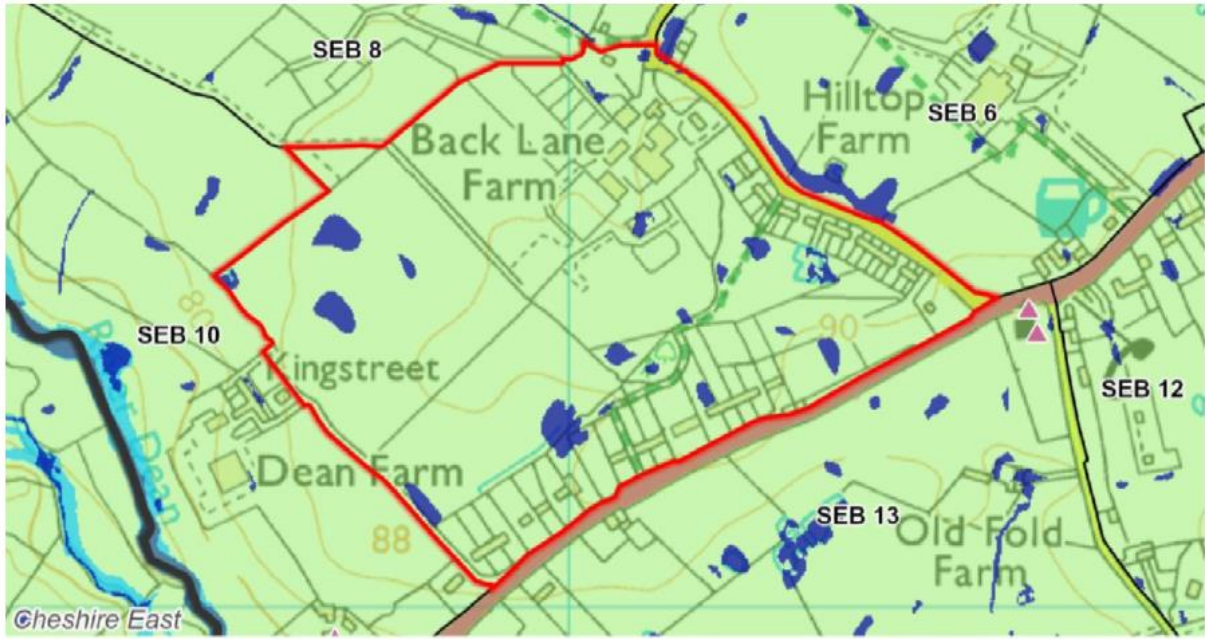 SEB 8
Hilltop
Farm
SEB 6
Back Lane
Farm
80
SEB 10
Kingstreet
90
SEB 12
Dean Farm
88
SEB 13
Old Fold
Farm
Dean
Cheshire East